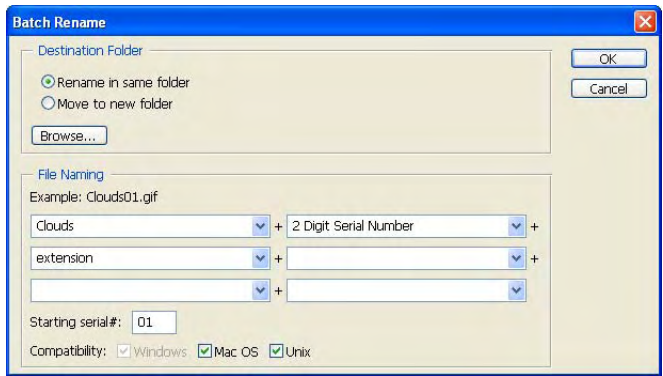 Batch Rename
Destination Folder
Rename in same folder
Move to new folder
Browse...
OK
Cancel
File Naming
Example: Clouds01.gif
Clouds + 2 Digit Serial Number +
extension + +
+
Starting serial#: 01
Compatibility: Windows Mac OS Unix